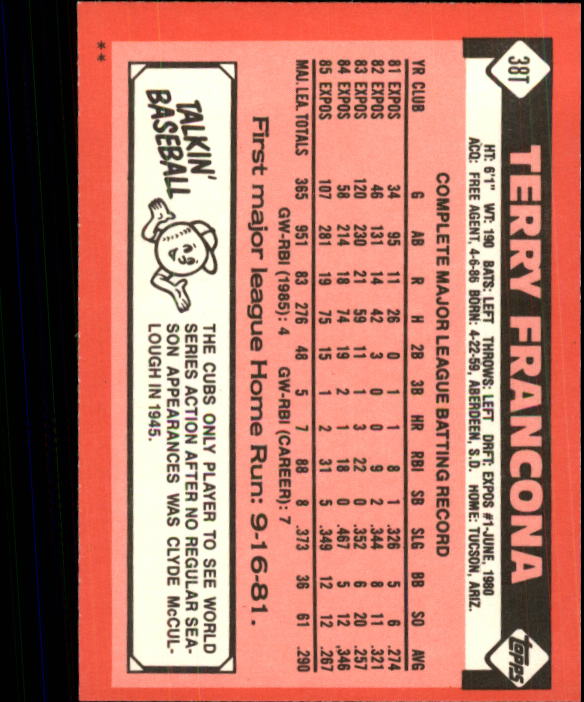 38T
TERRY FRANCONA
topps
HT: 6'1" WT: 190 BATS: LEFT THROWS: LEFT DRFT: EXPOS #1-JUNE, 1980
ACQ: FREE AGENT, 4-6-86 BORN: 4-22-59, ABERDEEN, S.D. HOME: TUCSON, ARIZ.
COMPLETE MAJOR LEAGUE BATTING RECORD
YR CLUB G AB R H 2B 3B HR RBI SB SLG BB SO AVG
81 EXPOS 34 95 11 26 0 1 1 8 1 .326 5 6 .274
82 EXPOS 46 131 14 42 3 0 0 9 2 .344 8 11 .321
83 EXPOS 120 230 21 59 11 1 3 22 0 .352 6 20 .257
84 EXPOS 58 214 18 74 19 2 1 18 0 .467 5 12 .346
85 EXPOS 107 281 19 75 15 1 2 31 5 .349 12 12 .267
MAJ. LEA. TOTALS 365 951 83 276 48 5 7 88 8 .373 36 61 .290
GW-RBI (1985): 4 GW-RBI (CAREER): 7
First major league Home Run: 9-16-81.
TALKIN'
BASEBALL
THE CUBS ONLY PLAYER TO SEE WORLD
SERIES ACTION AFTER NO REGULAR SEA-
SON APPEARANCES WAS CLYDE McCUL-
LOUGH IN 1945.
**